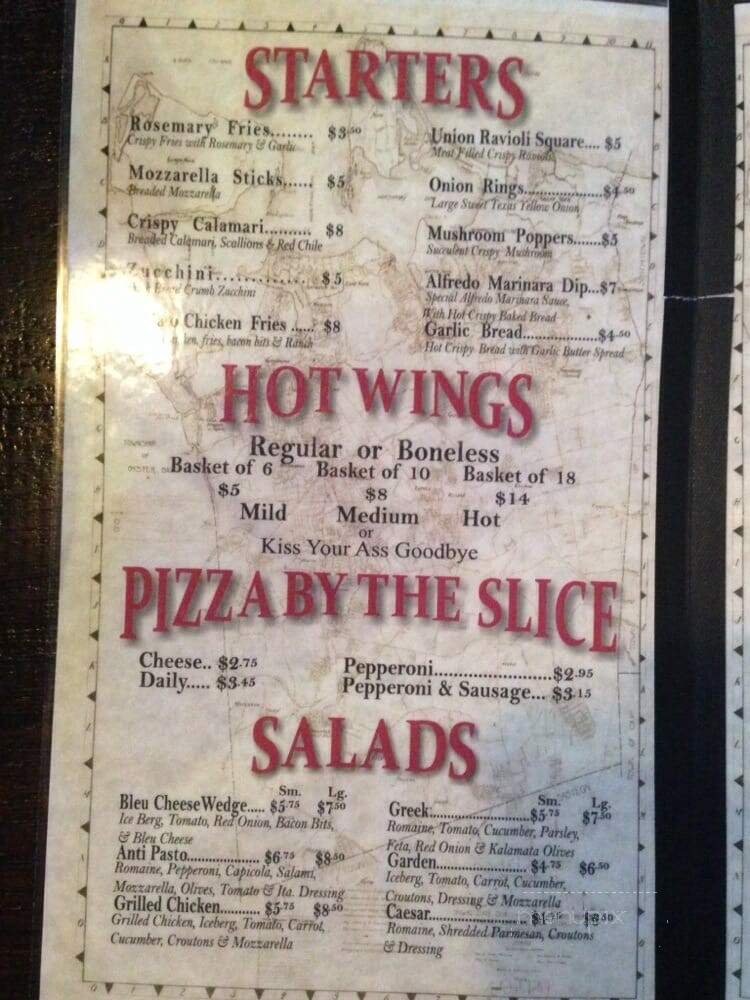 STARTERS
Rosemary Fries........ $3.50
Crispy Fries with Rosemary & Garlic
Mozzarella Sticks...... $5
Breaded Mozzarella
Crispy Calamari.......... $8
Breaded Calamari, Scallions & Red Chile
Zucchini............... $5
Crumb Zucchini
Chicken Fries ...... $8
fries, bacon bits & Ranch
Union Ravioli Square.... $5
Meat Filled Crispy Raviolis
Onion Rings.................$4.50
Large Sweet Texas Yellow Onion
Mushroom Poppers.......$5
Succulent Crispy Mushroom
Alfredo Marinara Dip...$7
Special Alfredo Marinara Sauce,
With Hot Crispy Baked Bread
Garlic Bread................$4.50
Hot Crispy Bread with Garlic Butter Spread
HOT WINGS
Regular or Boneless
Basket of 6 Basket of 10 Basket of 18
$5 $8 $14
Mild Medium Hot
or
Kiss Your Ass Goodbye
PIZZA BY THE SLICE
Cheese.. $2.75
Daily..... $3.45
Pepperoni..........................$2.95
Pepperoni & Sausage... $3.15
SALADS
Sm. Lg.
Bleu Cheese Wedge..... $5.75 $7.50
Ice Berg, Tomato, Red Onion, Bacon Bits,
& Bleu Cheese
Anti Pasto.................. $6.75 $8.50
Romaine, Pepperoni, Capicola, Salami,
Mozzarella, Olives, Tomato & Ita. Dressing
Grilled Chicken.......... $5.75 $8.50
Grilled Chicken, Iceberg, Tomato, Carrot,
Cucumber, Croutons & Mozzarella
Sm. Lg.
Greek.......................$5.75 $7.50
Romaine, Tomato, Cucumber, Parsley,
Feta, Red Onion & Kalamata Olives
Garden..................... $4.75 $6.50
Iceberg, Tomato, Carrot, Cucumber,
Croutons, Dressing & Mozzarella
Caesar......................
Romaine, Shredded Parmesan, Croutons
& Dressing